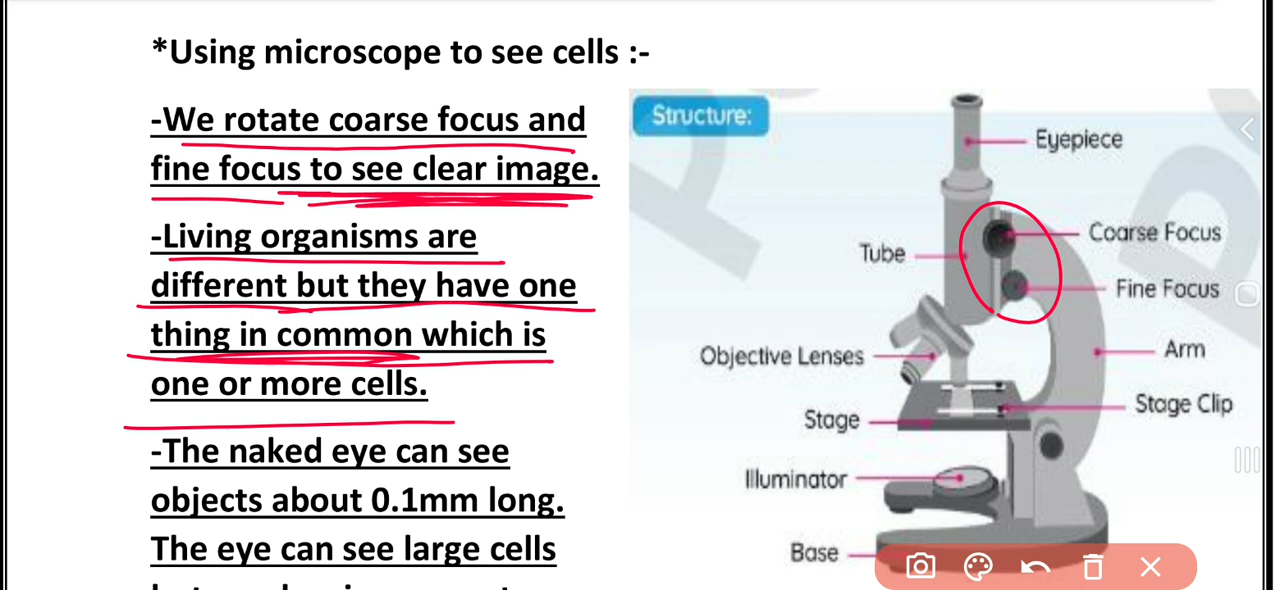 *Using microscope to see cells :-
-We rotate coarse focus and
fine focus to see clear image.
-Living organisms are
different but they have one
thing in common which is
one or more cells.
-The naked eye can see
objects about 0.1mm long.
The eye can see large cells
Structure:
Eyepiece
Coarse Focus
Tube
Fine Focus
Objective Lenses
Arm
Stage Clip
Stage
Illuminator
Base